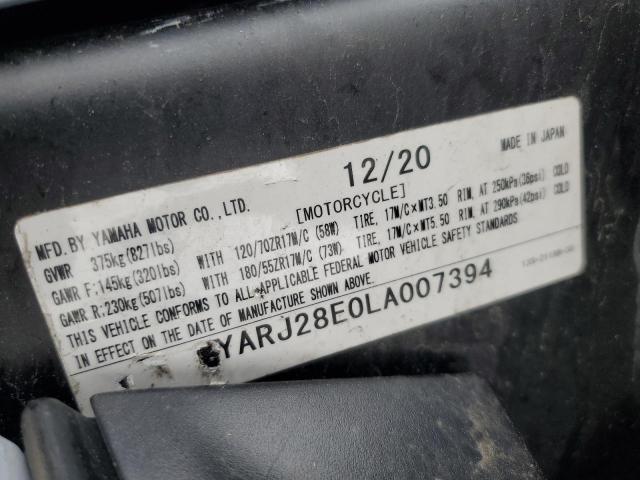 12/20
MADE IN JAPAN
MFD. BY YAMAHA MOTOR CO., LTD.
[MOTORCYCLE]
GVWR 375kg(827lbs)
GAWR F:145kg(320lbs) WITH 120/70ZR17M/C (58W) TIRE, 17M/C×MT3.50 RIM, AT 250kPa(36psi) COLD
GAWR R:230kg(507lbs) WITH 180/55ZR17M/C (73W) TIRE, 17M/C×MT5.50 RIM, AT 290kPa(42psi) COLD
THIS VEHICLE CONFORMS TO ALL APPLICABLE FEDERAL MOTOR VEHICLE SAFETY STANDARDS
IN EFFECT ON THE DATE OF MANUFACTURE SHOWN ABOVE.
YARJ28E0LA007394